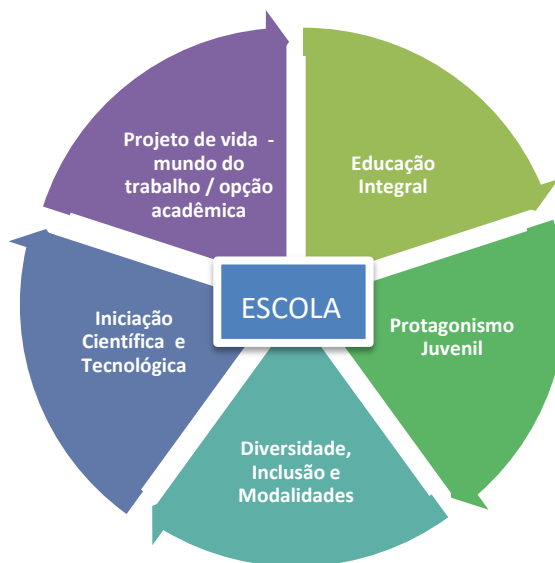 Projeto de vida -
mundo do
trabalho / opção
acadêmica
Educação
Integral
ESCOLA
Iniciação
Científica e
Tecnológica
Protagonismo
Juvenil
Diversidade,
Inclusão e
Modalidades